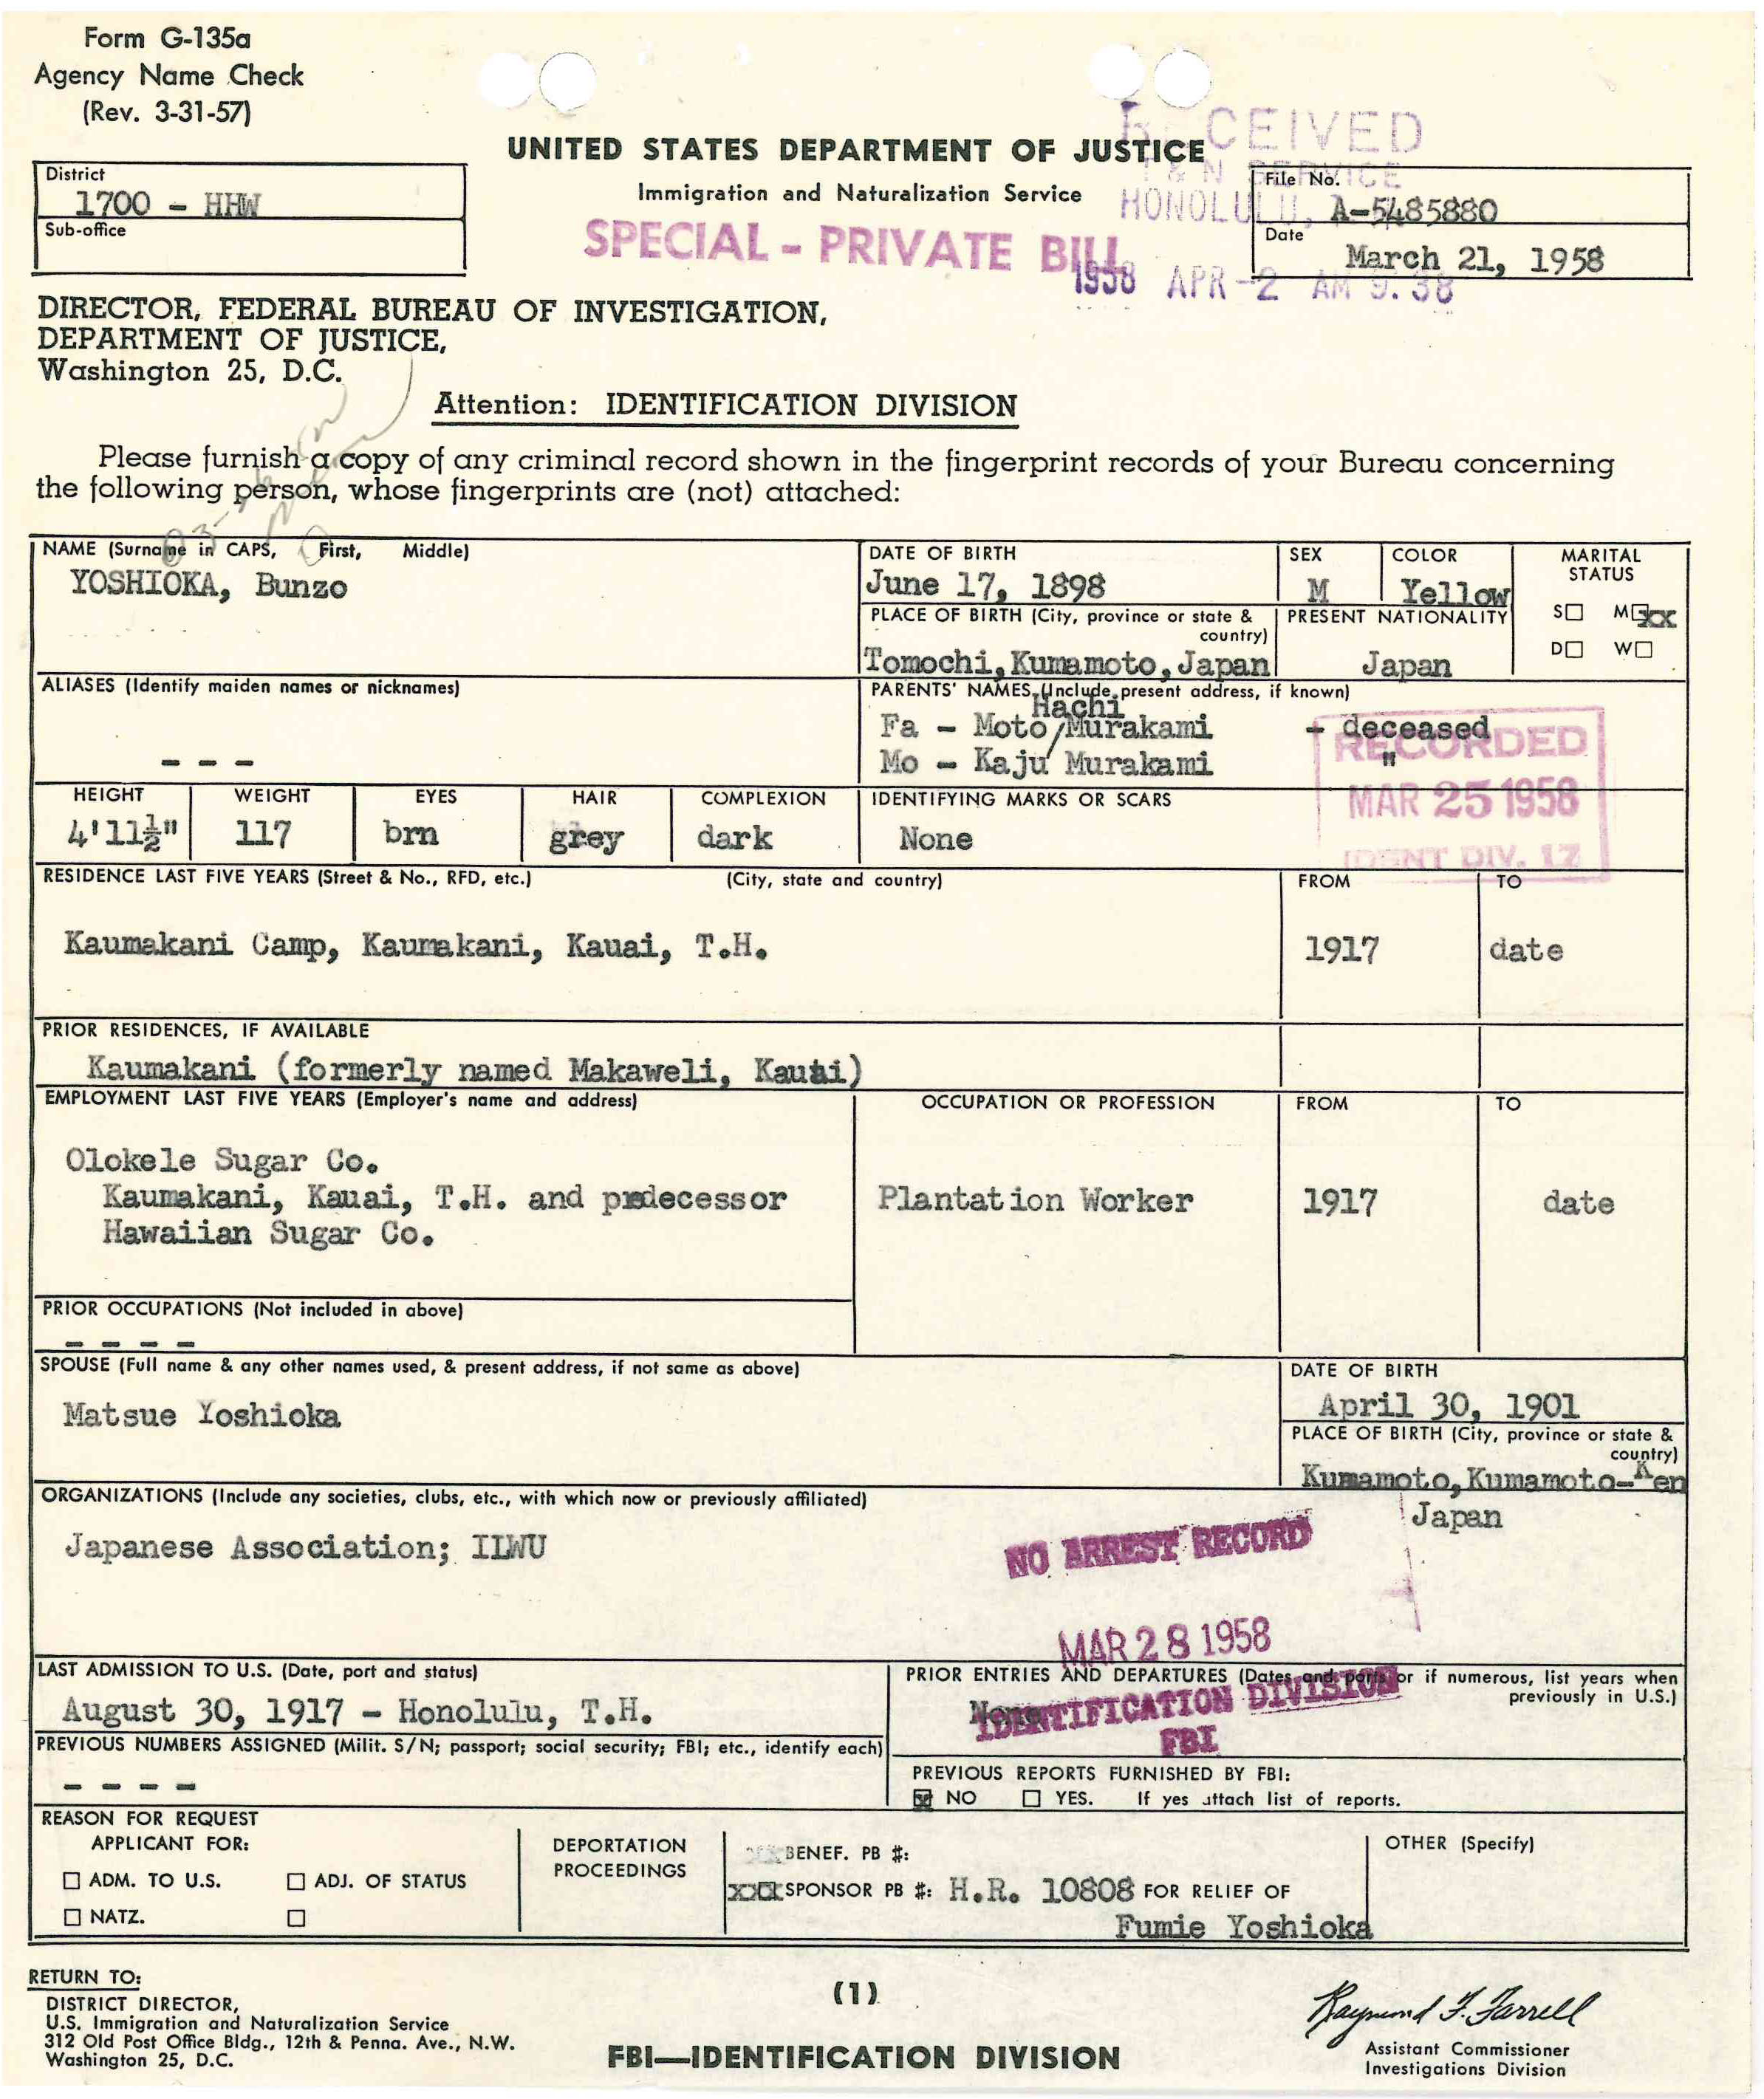 Form G-135a
Agency Name Check
(Rev. 3-31-57)
UNITED STATES DEPARTMENT OF JUSTICE
Immigration and Naturalization Service
RECEIVED
I & N SERVICE
HONOLULU,
SPECIAL - PRIVATE BILL
1958 APR -2 AM 9:38
District
1700 - HHW
Sub-office
File No.
A-5485880
Date
March 21, 1958
DIRECTOR, FEDERAL BUREAU OF INVESTIGATION,
DEPARTMENT OF JUSTICE,
Washington 25, D.C.
Attention: IDENTIFICATION DIVISION
Please furnish a copy of any criminal record shown in the fingerprint records of your Bureau concerning
the following person, whose fingerprints are (not) attached:
NAME (Surname in CAPS, First, Middle)
YOSHIOKA, Bunzo
DATE OF BIRTH
June 17, 1898
SEX
M
COLOR
Yellow
MARITAL
STATUS
S☐ M☐xx
D☐ W☐
PLACE OF BIRTH (City, province or state &
country)
Tomochi, Kumamoto, Japan
PRESENT NATIONALITY
Japan
ALIASES (Identify maiden names or nicknames)
- - -
PARENTS' NAMES (Include present address, if known)
Hachi
Fa - Moto/Murakami - deceased
Mo - Kaju Murakami "
RECORDED
MAR 25 1958
IDENT DIV. 17
HEIGHT
4'11½"
WEIGHT
117
EYES
brn
HAIR
grey
COMPLEXION
dark
IDENTIFYING MARKS OR SCARS
None
RESIDENCE LAST FIVE YEARS (Street & No., RFD, etc.) (City, state and country) FROM TO
Kaumakani Camp, Kaumakani, Kauai, T.H. 1917 date
PRIOR RESIDENCES, IF AVAILABLE
Kaumakani (formerly named Makaweli, Kauai)
EMPLOYMENT LAST FIVE YEARS (Employer's name and address) OCCUPATION OR PROFESSION FROM TO
Olokele Sugar Co.
Kaumakani, Kauai, T.H. and predecessor Plantation Worker 1917 date
Hawaiian Sugar Co.
PRIOR OCCUPATIONS (Not included in above)
- - - -
SPOUSE (Full name & any other names used, & present address, if not same as above)
Matsue Yoshioka
DATE OF BIRTH
April 30, 1901
PLACE OF BIRTH (City, province or state &
country)
Kumamoto, Kumamoto-Ken
Japan
ORGANIZATIONS (Include any societies, clubs, etc., with which now or previously affiliated)
Japanese Association; ILWU
NO ARREST RECORD
MAR 28 1958
IDENTIFICATION DIVISION
FBI
LAST ADMISSION TO U.S. (Date, port and status)
August 30, 1917 - Honolulu, T.H.
PRIOR ENTRIES AND DEPARTURES (Dates and ports or if numerous, list years when
previously in U.S.)
None
PREVIOUS NUMBERS ASSIGNED (Milit. S/N; passport; social security; FBI; etc., identify each)
- - - -
PREVIOUS REPORTS FURNISHED BY FBI:
☒ NO ☐ YES. If yes attach list of reports.
REASON FOR REQUEST
APPLICANT FOR:
☐ ADM. TO U.S. ☐ ADJ. OF STATUS
☐ NATZ. ☐
DEPORTATION
PROCEEDINGS
BENEF. PB #:
xxx SPONSOR PB #: H.R. 10808 FOR RELIEF OF
Fumie Yoshioka
OTHER (Specify)
RETURN TO:
DISTRICT DIRECTOR,
U.S. Immigration and Naturalization Service
312 Old Post Office Bldg., 12th & Penna. Ave., N.W.
Washington 25, D.C.
(1)
FBI—IDENTIFICATION DIVISION
Raymond F. Farrell
Assistant Commissioner
Investigations Division